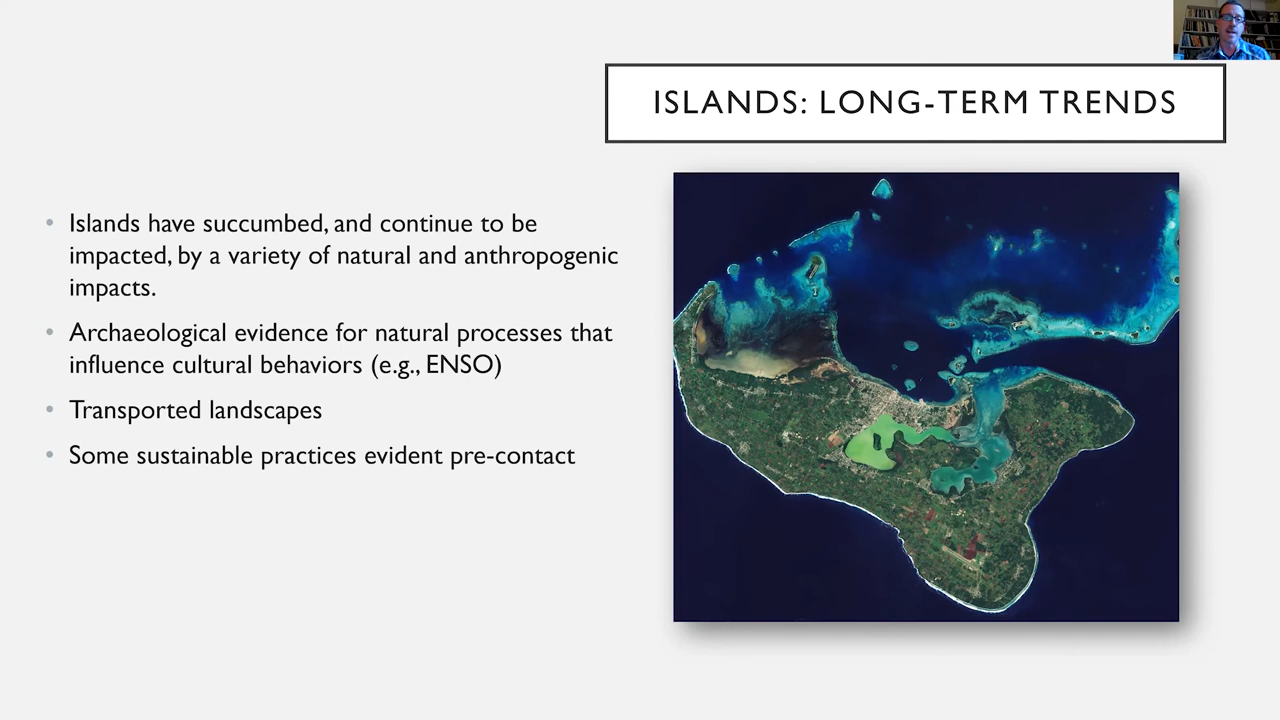 ISLANDS: LONG-TERM TRENDS
• Islands have succumbed, and continue to be
impacted, by a variety of natural and anthropogenic
impacts.
• Archaeological evidence for natural processes that
influence cultural behaviors (e.g., ENSO)
• Transported landscapes
• Some sustainable practices evident pre-contact